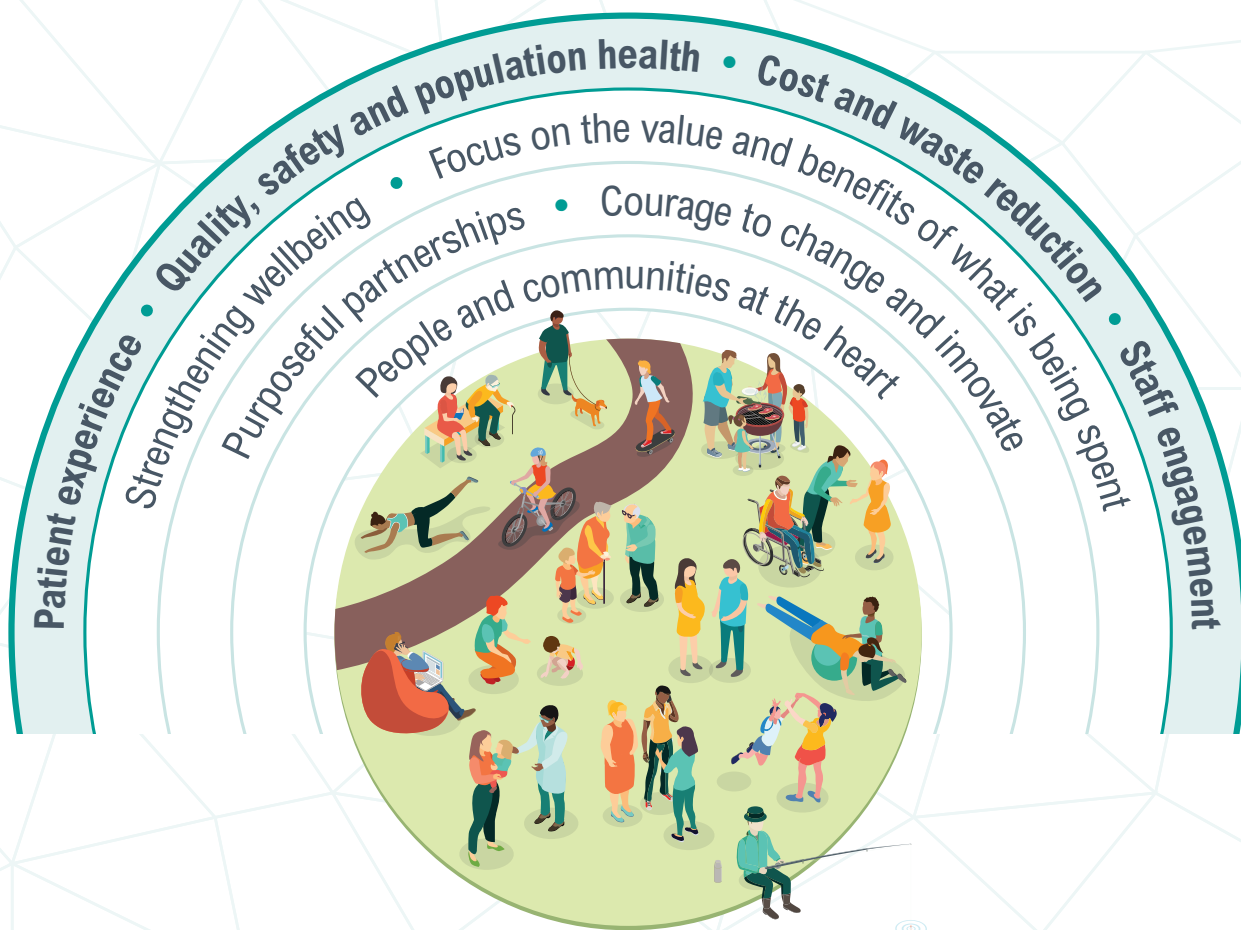 Patient experience • Quality, safety and population health • Cost and waste reduction • Staff engagement
Strengthening wellbeing • Focus on the value and benefits of what is being spent
Purposeful partnerships • Courage to change and innovate
People and communities at the heart